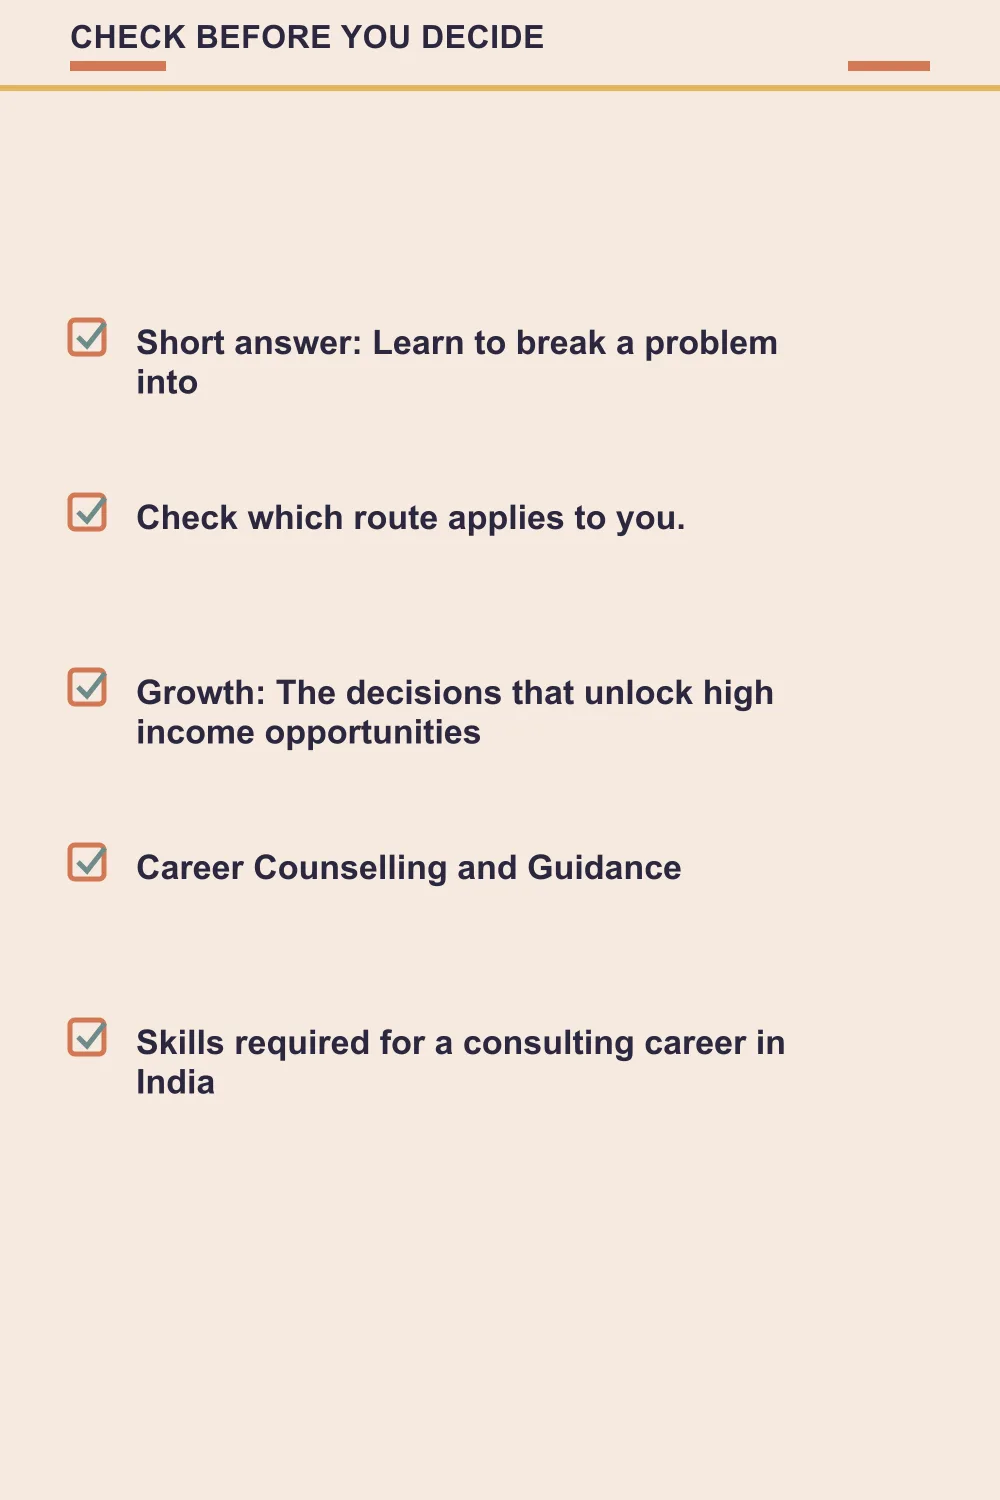 CHECK BEFORE YOU DECIDE
Short answer: Learn to break a problem
into
Check which route applies to you.
Growth: The decisions that unlock high
income opportunities
Career Counselling and Guidance
Skills required for a consulting career in
India